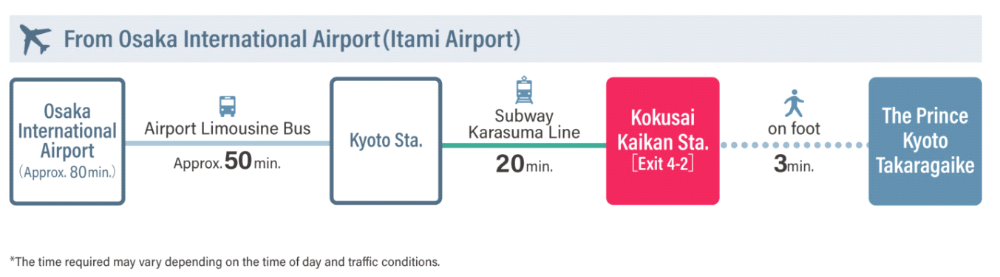 From Osaka International Airport(Itami Airport)
Osaka
International
Airport
(Approx. 80min.)
Airport Limousine Bus
Approx. 50min.
Kyoto Sta.
Subway
Karasuma Line
20min.
Kokusai
Kaikan Sta.
[Exit 4-2]
on foot
3min.
The Prince
Kyoto
Takaragaike
*The time required may vary depending on the time of day and traffic conditions.